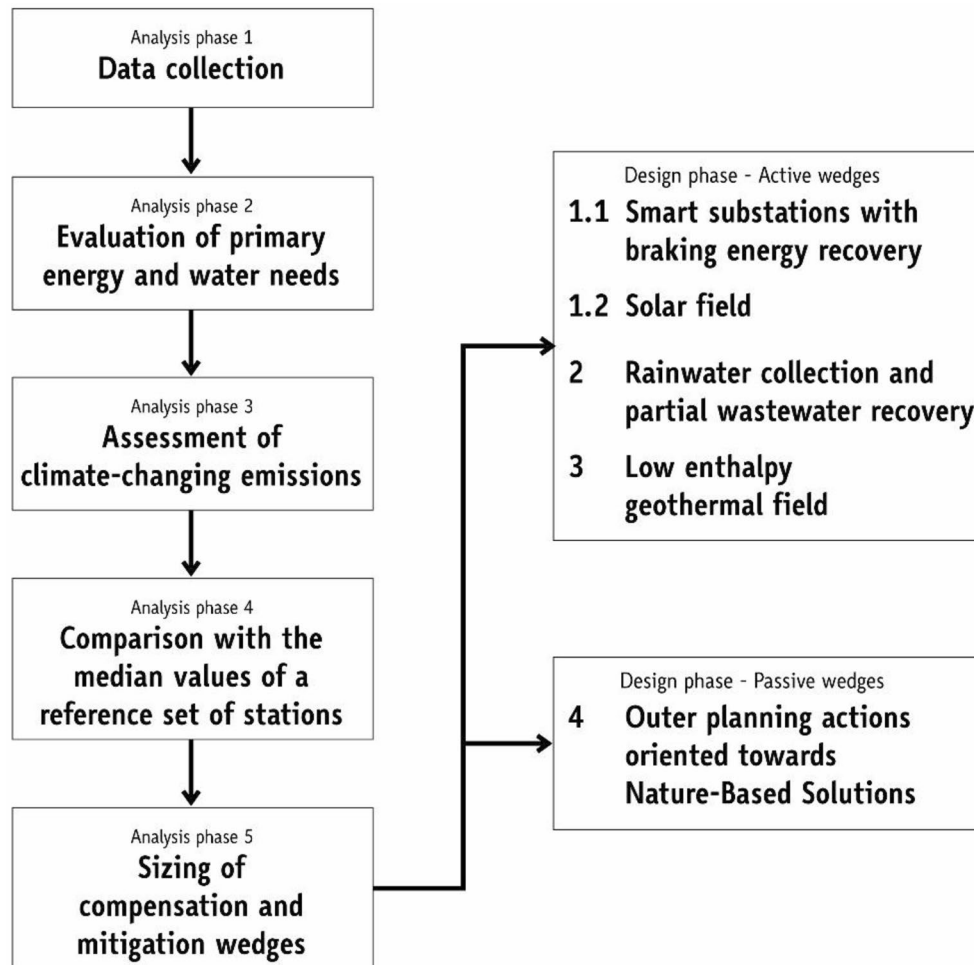 Analysis phase 1
Data collection
Analysis phase 2
Evaluation of primary
energy and water needs
Analysis phase 3
Assessment of
climate-changing emissions
Analysis phase 4
Comparison with the
median values of a
reference set of stations
Analysis phase 5
Sizing of
compensation and
mitigation wedges
Design phase - Active wedges
1.1 Smart substations with
braking energy recovery
1.2 Solar field
2 Rainwater collection and
partial wastewater recovery
3 Low enthalpy
geothermal field
Design phase - Passive wedges
4 Outer planning actions
oriented towards
Nature-Based Solutions